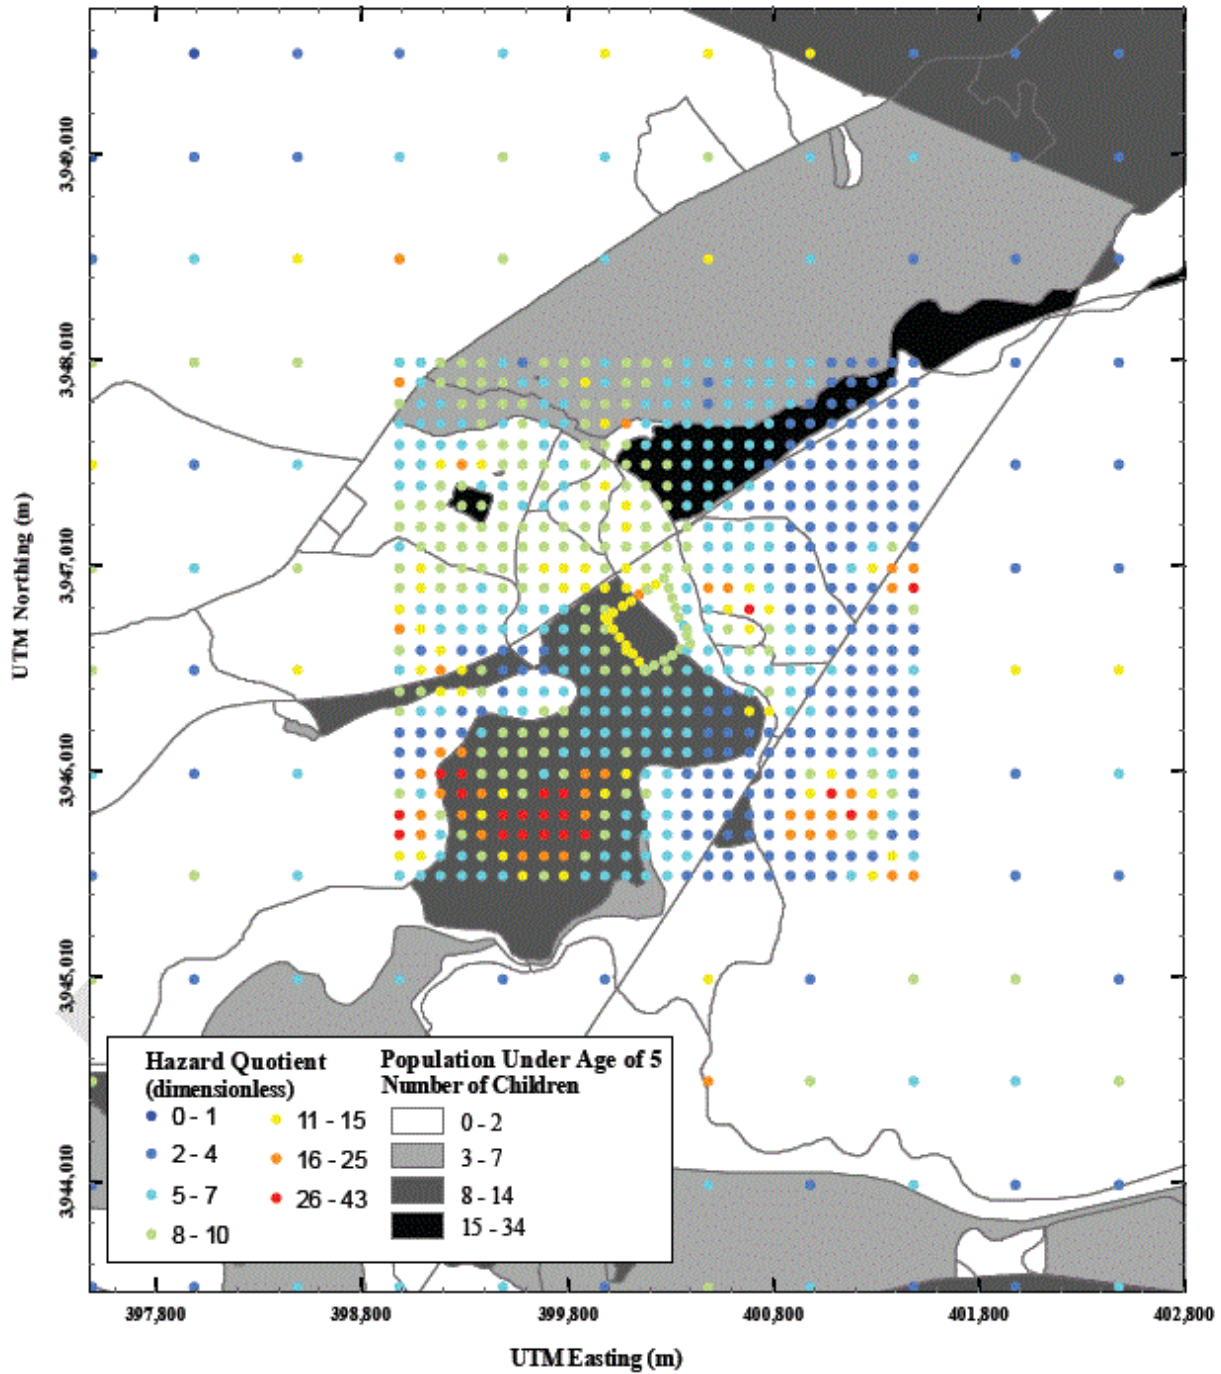 3,949,010
3,948,010
3,947,010
3,946,010
3,945,010
3,944,010
UTM Northing (m)
Hazard Quotient
(dimensionless)
0 - 1
2 - 4
5 - 7
8 - 10
11 - 15
16 - 25
26 - 43
Population Under Age of 5
Number of Children
0 - 2
3 - 7
8 - 14
15 - 34
397,800
398,800
399,800
400,800
401,800
402,800
UTM Easting (m)